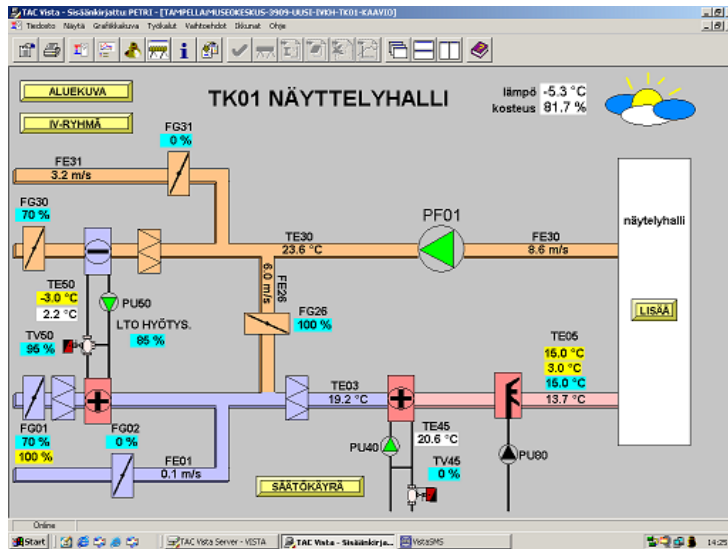 TAC Vista - Sisäänkirjattu: PETRI - [TAMPELLA/MUSEOKESKUS-3909-UUSI-IVKH-TK01-KAAVIO]
Tiedosto Näytä Grafiikkakuva Työkalut Vaihtoehdot Ikkunat Ohje
ALUEKUVA
IV-RYHMÄ
TK01 NÄYTTELYHALLI
lämpö -5.3 °C
kosteus 81.7 %
FG31
0 %
FE31
3.2 m/s
FG30
70 %
TE30
23.6 °C
PF01
FE30
8.6 m/s
näytelyhalli
LISÄÄ
TE50
-3.0 °C
2.2 °C
PU50
LTO HYÖTYS.
85 %
TV50
95 %
FE26
6.0 m/s
FG26
100 %
TE05
15.0 °C
3.0 °C
15.0 °C
13.7 °C
TE03
19.2 °C
FG01
70 %
100 %
FG02
0 %
FE01
0.1 m/s
TE45
20.6 °C
PU40
TV45
0 %
PU80
SÄÄTÖKÄYRÄ
Online
Start
TAC Vista Server - VISTA
TAC Vista - Sisäänkirja...
VistaSMS
14:25